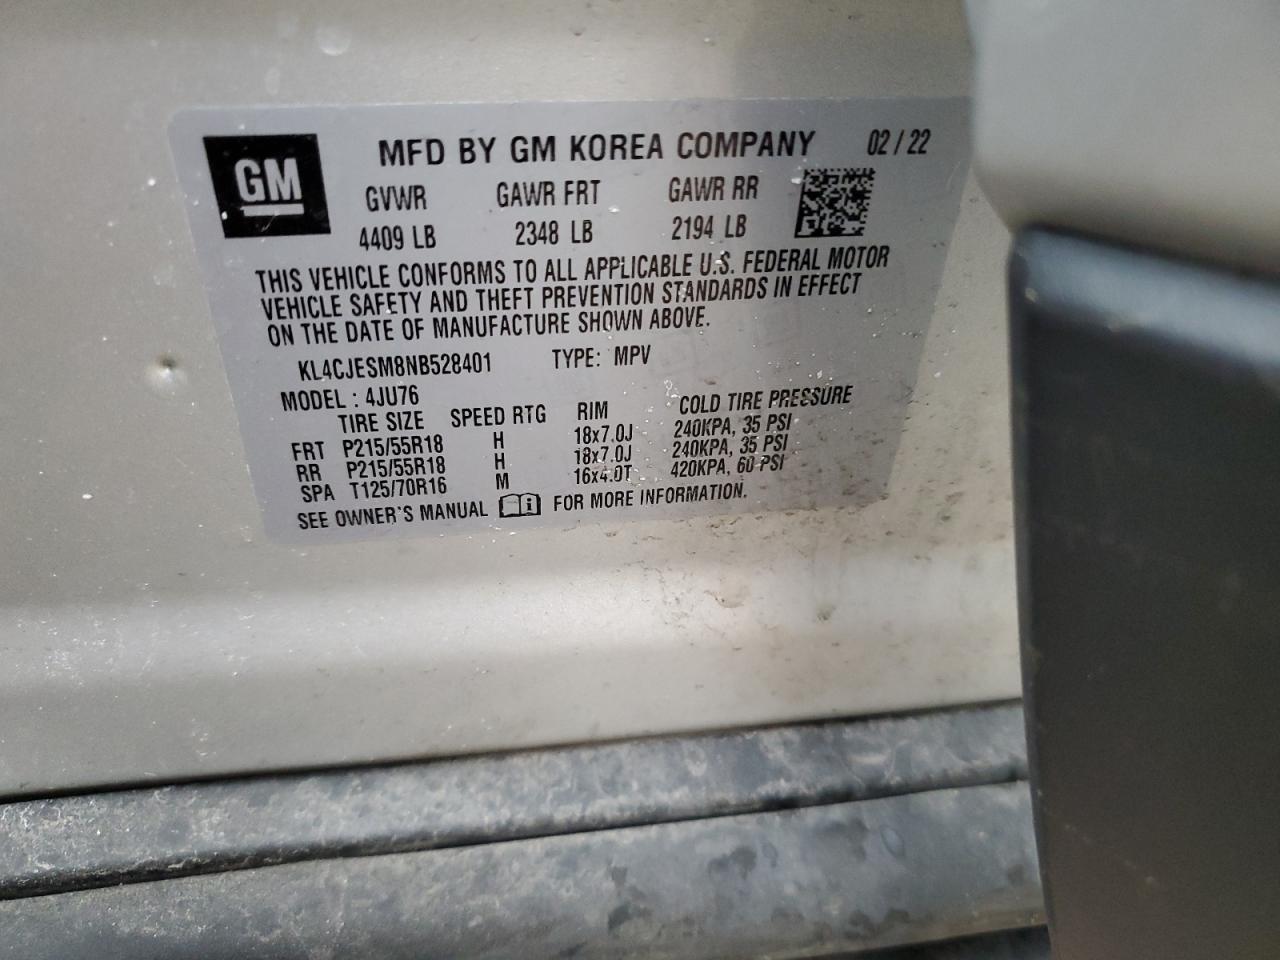 GM
MFD BY GM KOREA COMPANY 02 / 22
GVWR GAWR FRT GAWR RR
4409 LB 2348 LB 2194 LB
THIS VEHICLE CONFORMS TO ALL APPLICABLE U.S. FEDERAL MOTOR
VEHICLE SAFETY AND THEFT PREVENTION STANDARDS IN EFFECT
ON THE DATE OF MANUFACTURE SHOWN ABOVE.
KL4CJESM8NB528401 TYPE: MPV
MODEL : 4JU76
TIRE SIZE SPEED RTG RIM COLD TIRE PRESSURE
FRT P215/55R18 H 18x7.0J 240KPA, 35 PSI
RR P215/55R18 H 18x7.0J 240KPA, 35 PSI
SPA T125/70R16 M 16x4.0T 420KPA, 60 PSI
SEE OWNER'S MANUAL i FOR MORE INFORMATION.